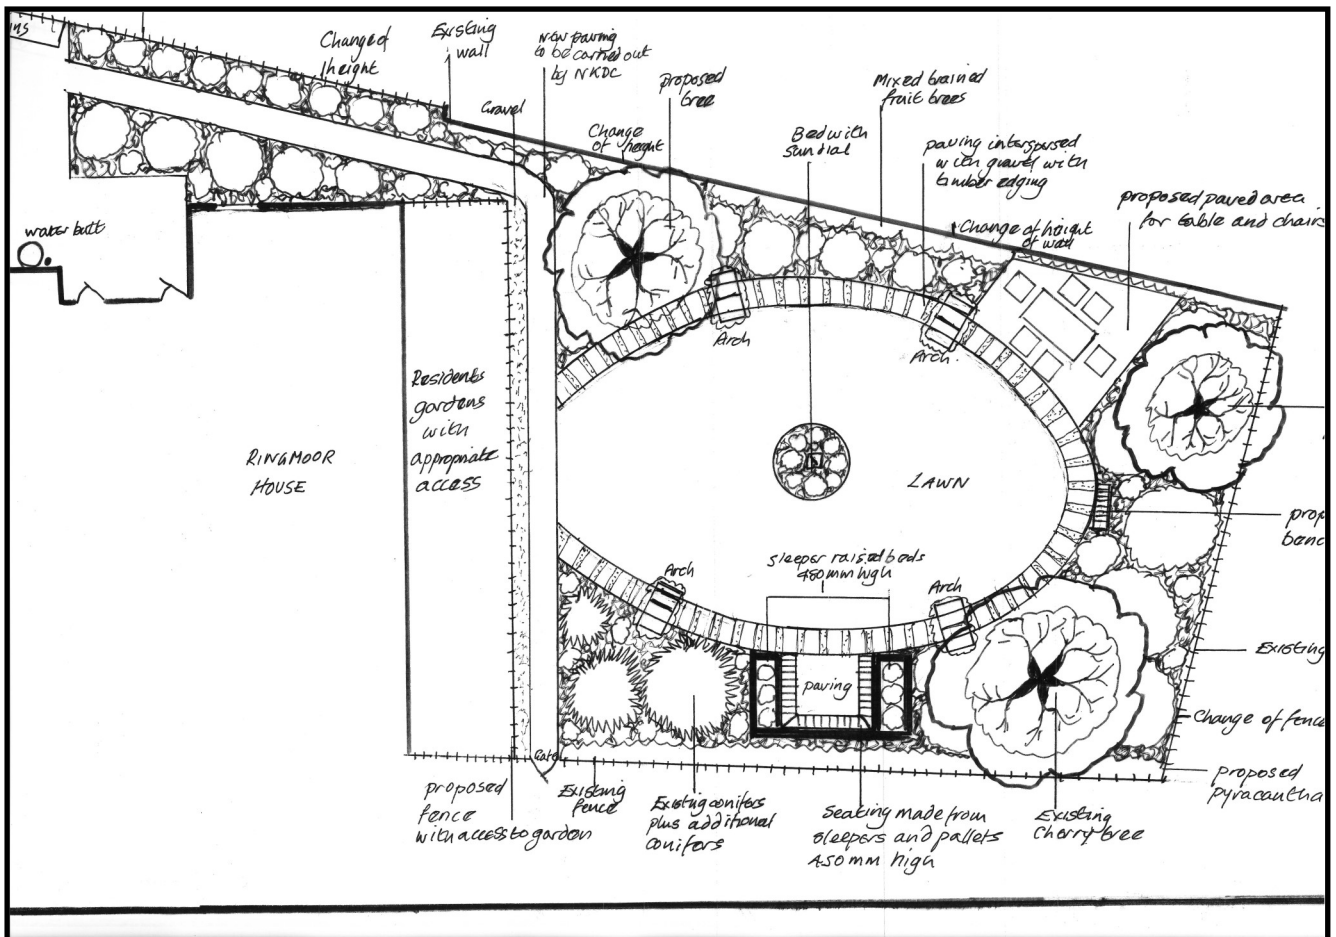 ins
Change of
height
Existing
wall
New paving
to be carried out
by NKDC
Gravel
proposed
tree
Change
of height
Bed with
Sundial
Mixed trained
fruit trees
paving interspersed
with gravel with
timber edging
Change of height
of wall
proposed paved area
for table and chairs
water butt
Arch
Arch
Residents
gardens
with
appropriate
access
RINGMOOR
HOUSE
LAWN
prop
benc
sleeper raised beds
450mm high
Arch
Arch
Existing
paving
Change of fence
Gate
proposed
Pyracantha
proposed
fence
with access to garden
Existing
fence
Existing conifers
plus additional
conifers
Seating made from
sleepers and pallets
450mm high
Existing
Cherry tree